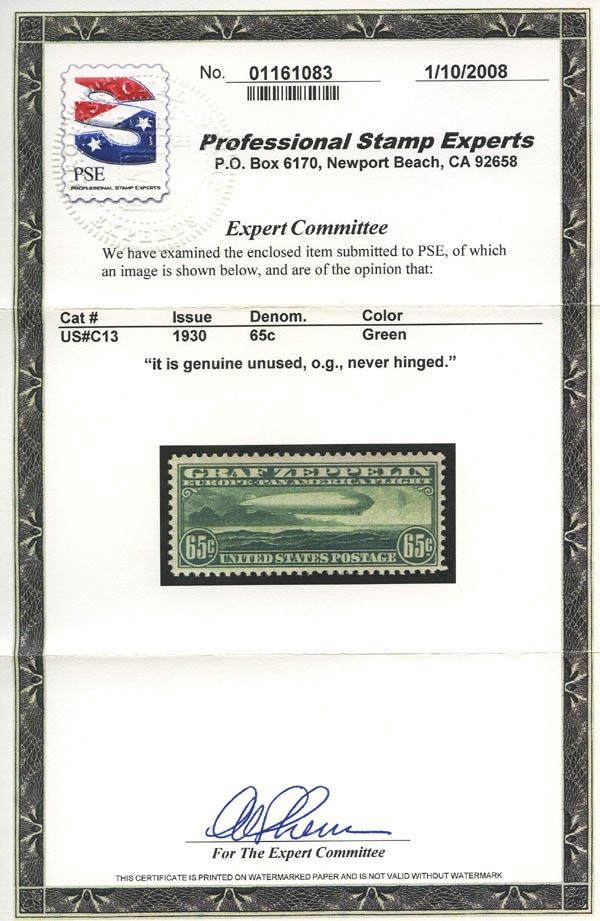 No. 01161083 1/10/2008
PSE
PROFESSIONAL STAMP EXPERTS
EXPERTS
Professional Stamp Experts
P.O. Box 6170, Newport Beach, CA 92658
Expert Committee
We have examined the enclosed item submitted to PSE, of which
an image is shown below, and are of the opinion that:
Cat # Issue Denom. Color
US#C13 1930 65c Green
“it is genuine unused, o.g., never hinged.”
GRAF ZEPPELIN
EUROPE-PAN AMERICA FLIGHT
65¢ UNITED STATES POSTAGE 65¢
For The Expert Committee
THIS CERTIFICATE IS PRINTED ON WATERMARKED PAPER AND IS NOT VALID WITHOUT WATERMARK